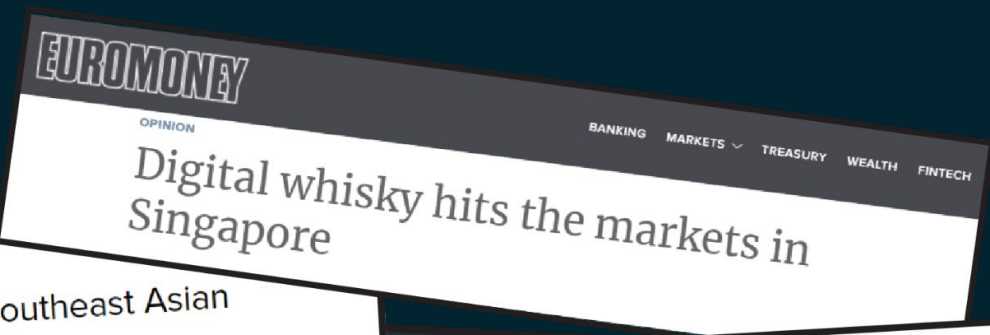 EUROMONEY
BANKING MARKETS TREASURY WEALTH FINTECH
OPINION
Digital whisky hits the markets in
Singapore
outheast Asian